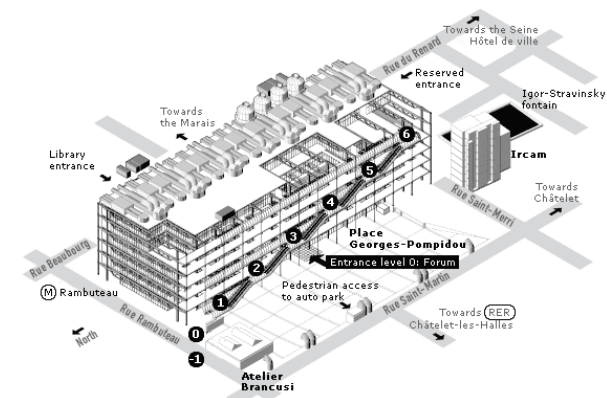 Towards the Seine
Hôtel de ville
Rue du Renard
Reserved
entrance
Igor-Stravinsky
fontain
Towards
the Marais
Library
entrance
Ircam
Towards
Châtelet
Rue Saint-Merri
Place
Georges-Pompidou
Entrance level 0: Forum
Rue Beaubourg
M Rambuteau
Pedestrian access
to auto park
Rue Saint-Martin
Rue Rambuteau
North
Towards RER
Châtelet-les-Halles
Atelier
Brancusi
6
5
4
3
2
1
0
-1